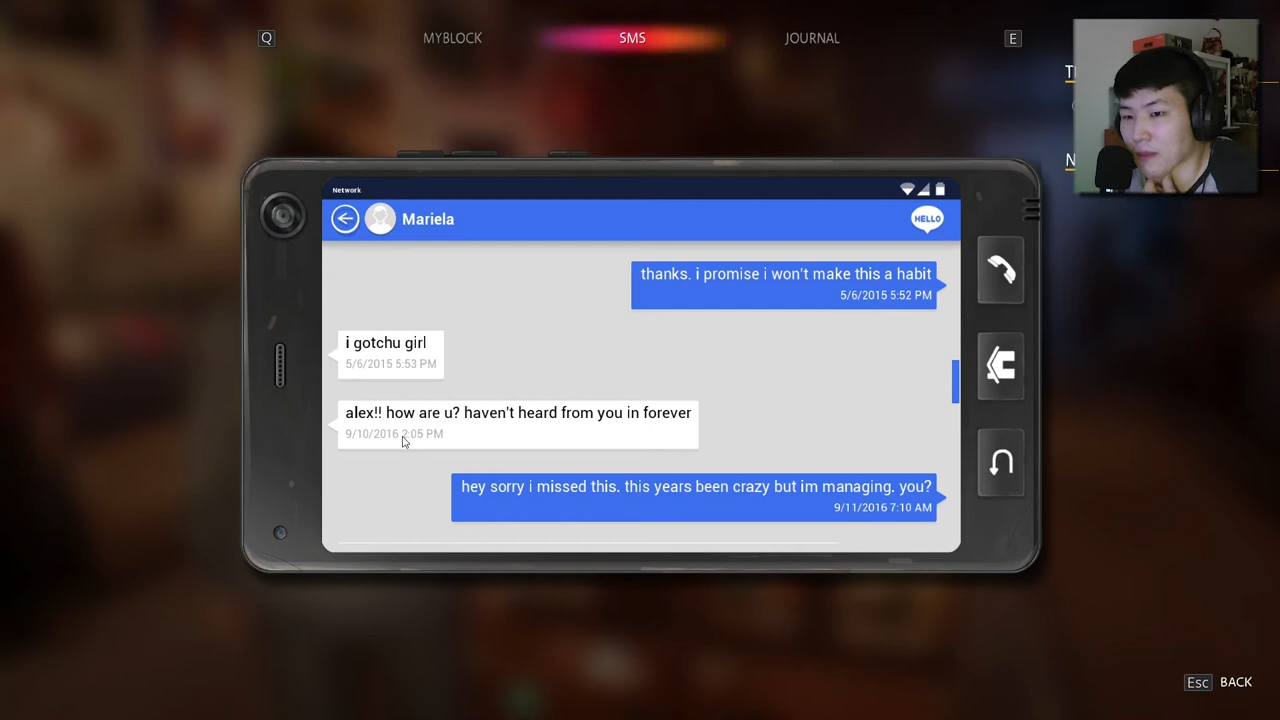 Q
MYBLOCK
SMS
JOURNAL
E
Network
Mariela
HELLO
thanks. i promise i won't make this a habit
5/6/2015 5:52 PM
i gotchu girl
5/6/2015 5:53 PM
alex!! how are u? haven't heard from you in forever
9/10/2016 2:05 PM
hey sorry i missed this. this years been crazy but im managing. you?
9/11/2016 7:10 AM
Esc BACK